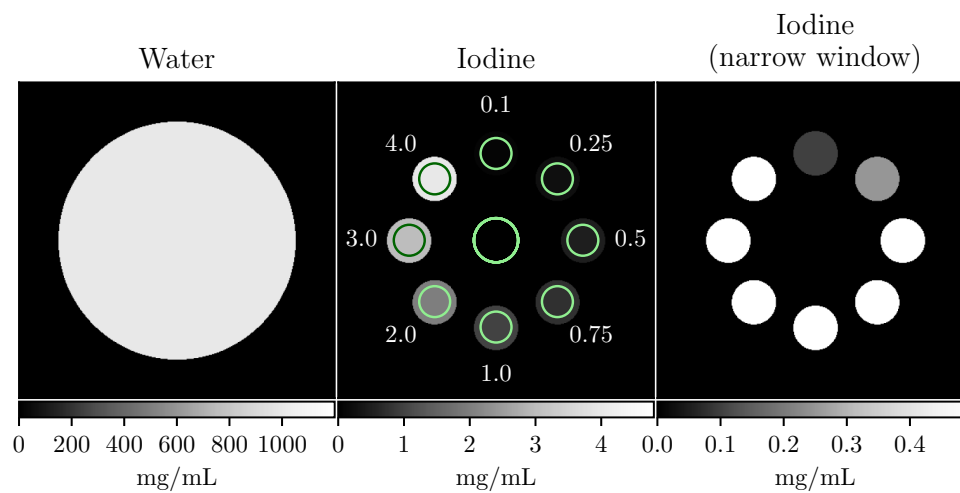 Water
Iodine
Iodine
(narrow window)
0.1
4.0
0.25
3.0
0.5
2.0
0.75
1.0
0 200 400 600 800 1000
0 1 2 3 4
0.0 0.1 0.2 0.3 0.4
mg/mL
mg/mL
mg/mL